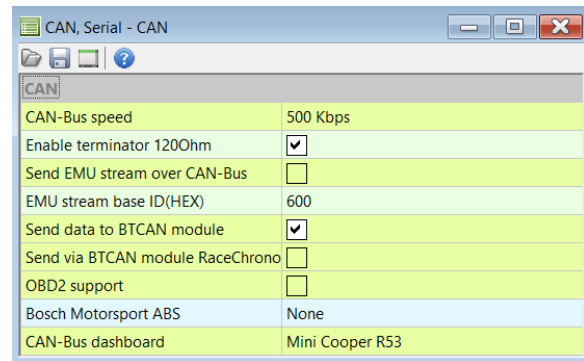 CAN, Serial - CAN
CAN
CAN-Bus speed 500 Kbps
Enable terminator 120Ohm
Send EMU stream over CAN-Bus
EMU stream base ID(HEX) 600
Send data to BTCAN module
Send via BTCAN module RaceChrono
OBD2 support
Bosch Motorsport ABS None
CAN-Bus dashboard Mini Cooper R53